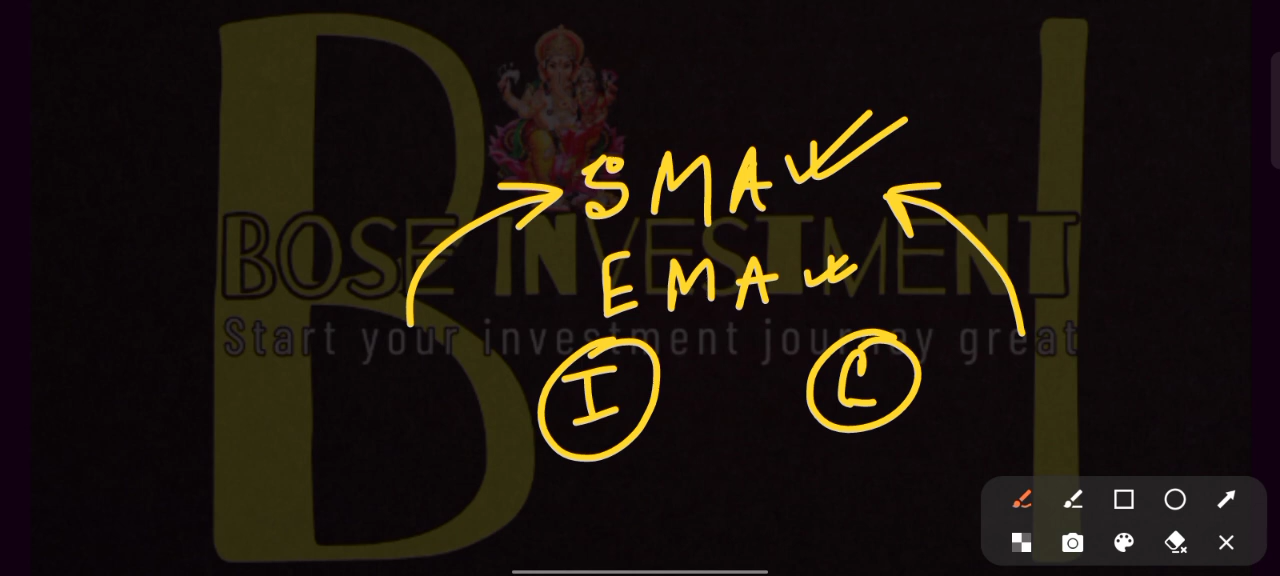 SMA
BOSE INVESTMENT
EMA
Start your investment journey great
I C